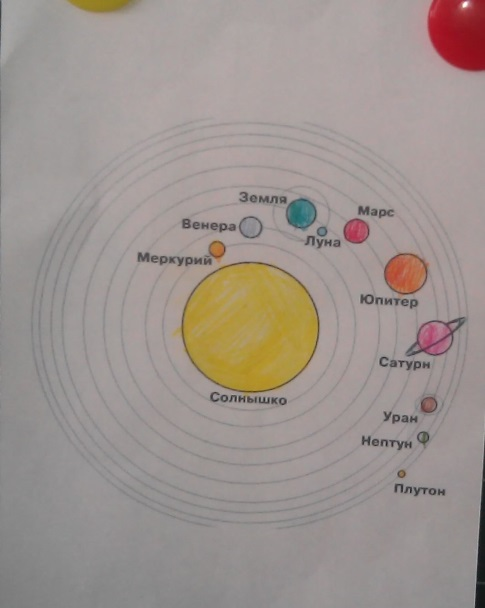 Земля
Марс
Венера
Луна
Меркурий
Юпитер
Сатурн
Солнышко
Уран
Нептун
Плутон